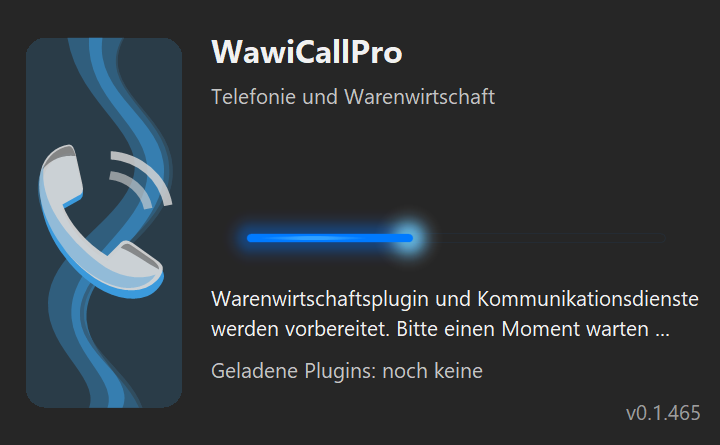 WawiCallPro
Telefonie und Warenwirtschaft
Warenwirtschaftsplugin und Kommunikationsdienste
werden vorbereitet. Bitte einen Moment warten ...
Geladene Plugins: noch keine
v0.1.465